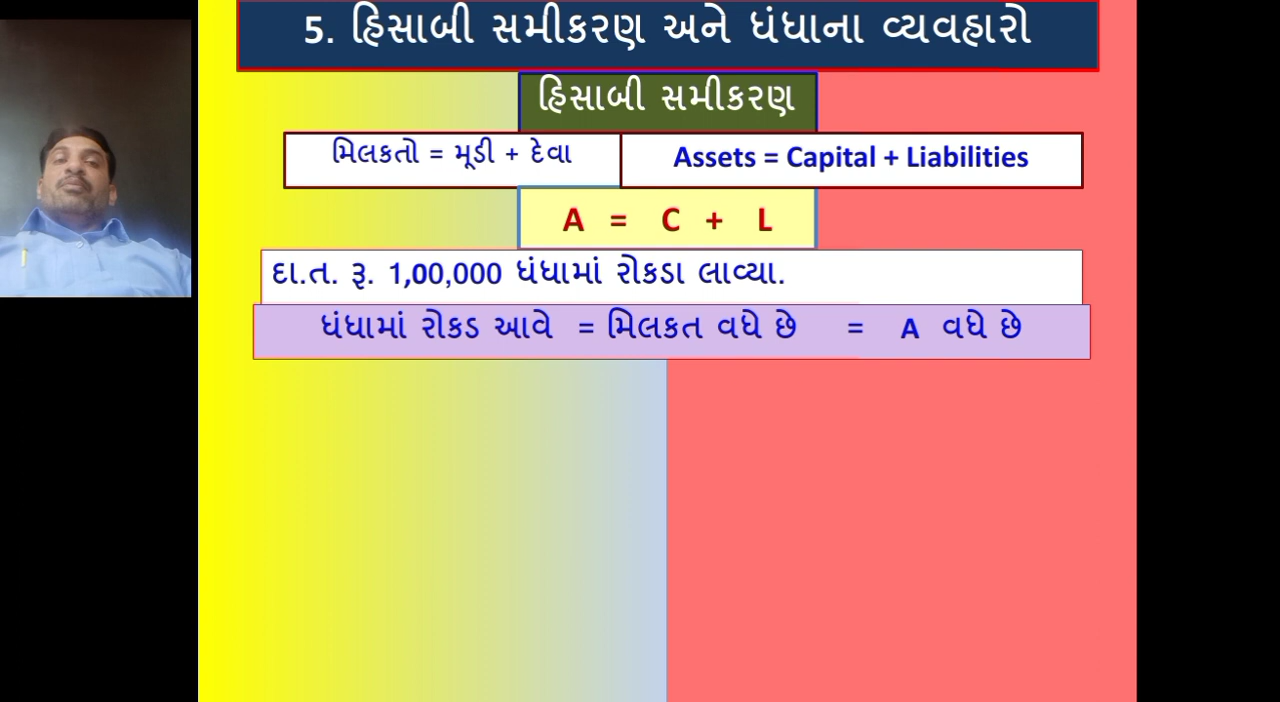 5. હિસાબી સમીકરણ અને ધંધાના વ્યવહારો
હિસાબી સમીકરણ
મિલકતો = મૂડી + દેવા
Assets = Capital + Liabilities
A = C + L
દા.ત. રૂ. 1,00,000 ધંધામાં રોકડા લાવ્યા.
ધંધામાં રોકડ આવે = મિલકત વધે છે = A વધે છે